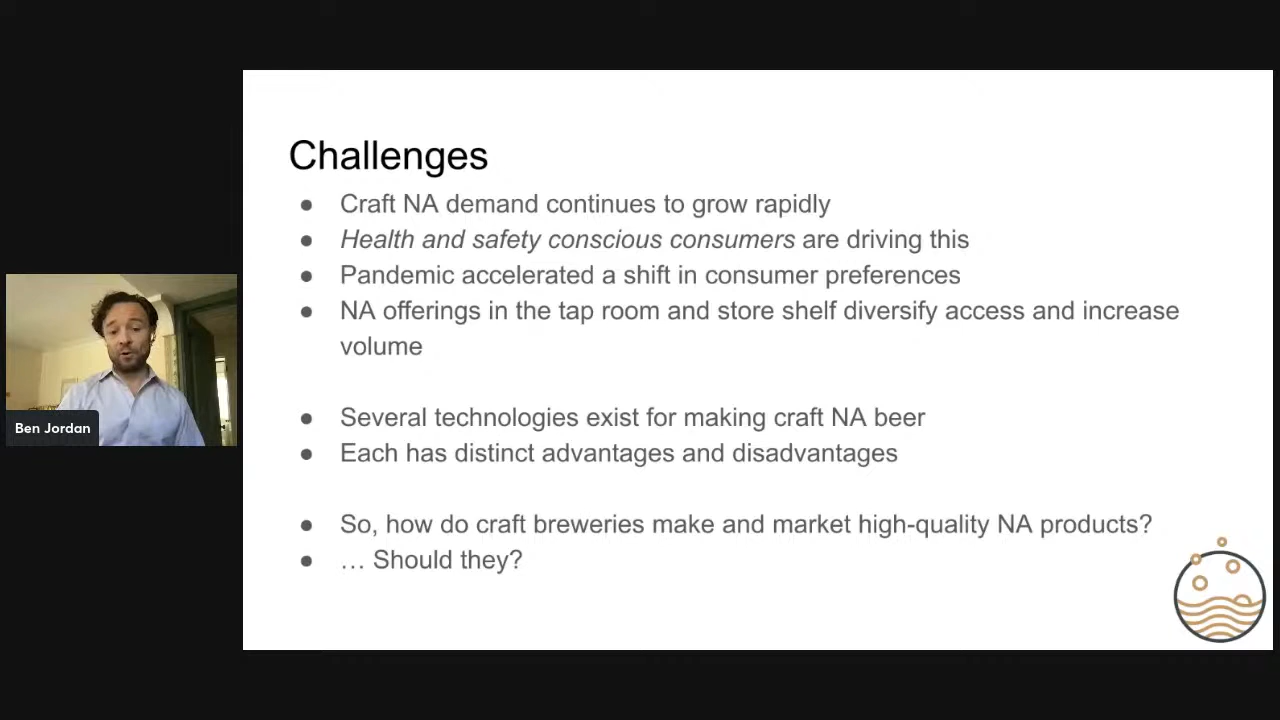 Challenges
● Craft NA demand continues to grow rapidly
● Health and safety conscious consumers are driving this
● Pandemic accelerated a shift in consumer preferences
● NA offerings in the tap room and store shelf diversify access and increase
volume
● Several technologies exist for making craft NA beer
● Each has distinct advantages and disadvantages
● So, how do craft breweries make and market high-quality NA products?
● … Should they?
Ben Jordan